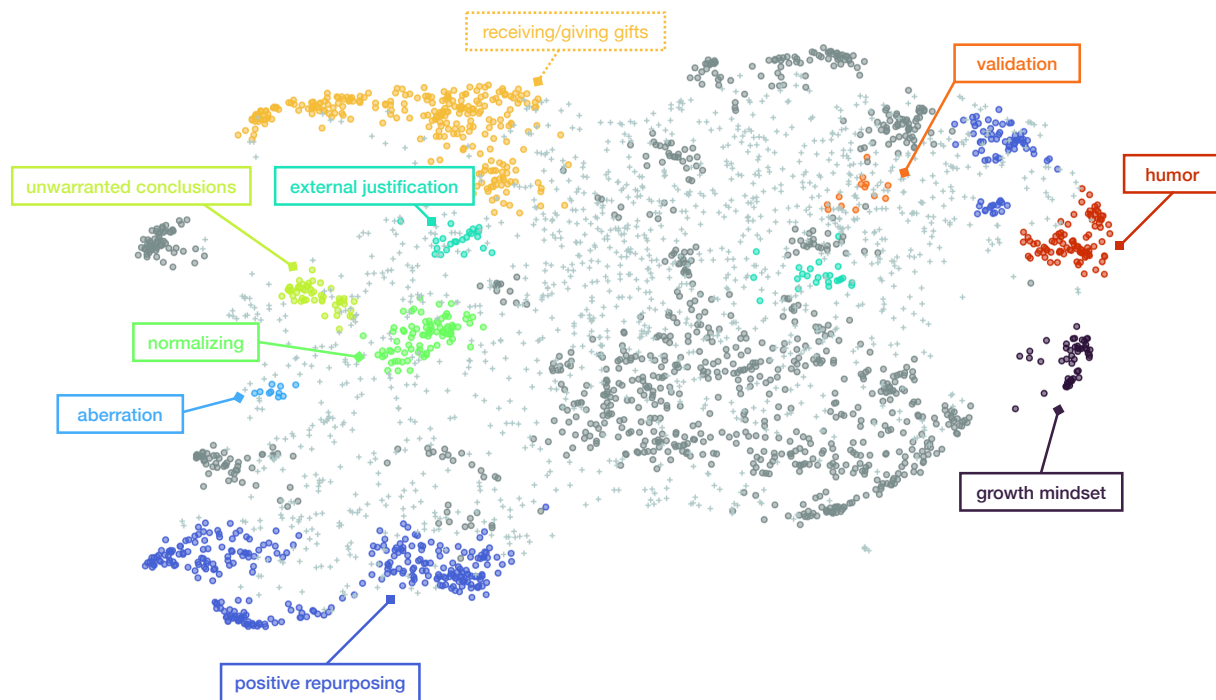 receiving/giving gifts
validation
unwarranted conclusions
external justification
humor
normalizing
aberration
growth mindset
positive repurposing